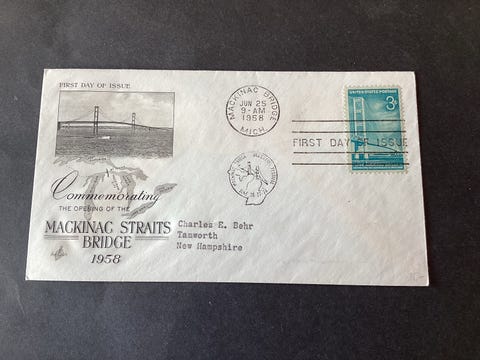 FIRST DAY OF ISSUE
Commemorating
THE OPENING OF THE
MACKINAC STRAITS
BRIDGE
1958
MACKINAC BRIDGE
JUN 25
9-AM
1958
MICH.
FIRST DAY OF ISSUE
UNITED STATES POSTAGE
3¢
Charles E. Behr
Tamworth
New Hampshire